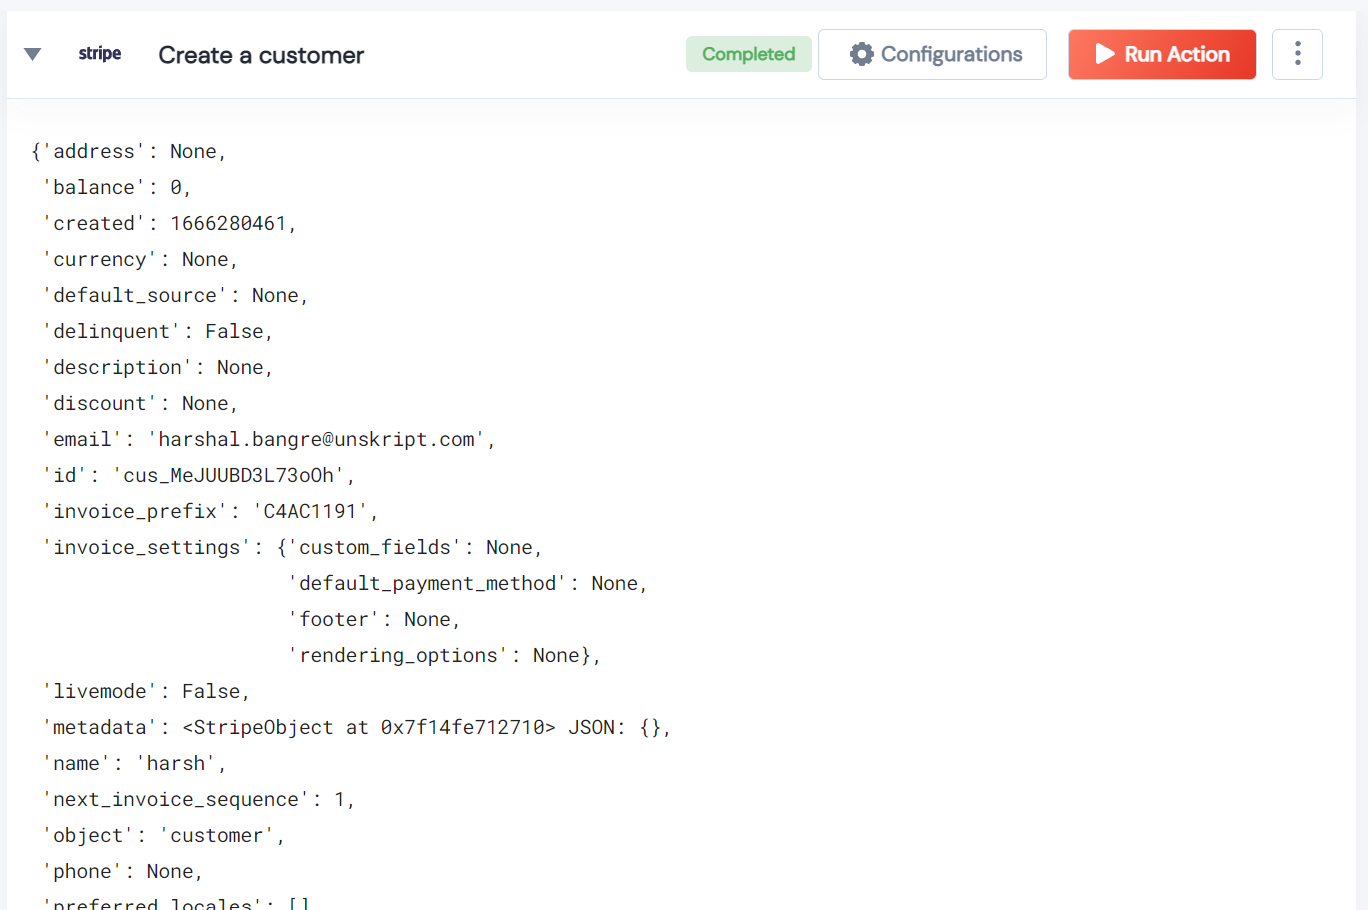 stripe Create a customer Completed Configurations Run Action
{'address': None,
 'balance': 0,
 'created': 1666280461,
 'currency': None,
 'default_source': None,
 'delinquent': False,
 'description': None,
 'discount': None,
 'email': 'harshal.bangre@unskript.com',
 'id': 'cus_MeJUUBD3L73oOh',
 'invoice_prefix': 'C4AC1191',
 'invoice_settings': {'custom_fields': None,
                      'default_payment_method': None,
                      'footer': None,
                      'rendering_options': None},
 'livemode': False,
 'metadata': <StripeObject at 0x7f14fe712710> JSON: {},
 'name': 'harsh',
 'next_invoice_sequence': 1,
 'object': 'customer',
 'phone': None,
 'preferred_locales': []